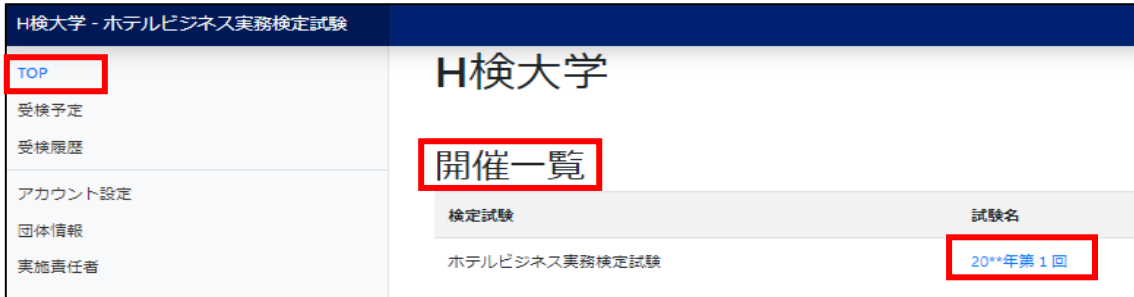 H検大学 - ホテルビジネス実務検定試験
TOP
受検予定
受検履歴
アカウント設定
団体情報
実施責任者
H検大学
開催一覧
検定試験 試験名
ホテルビジネス実務検定試験 20**年第１回